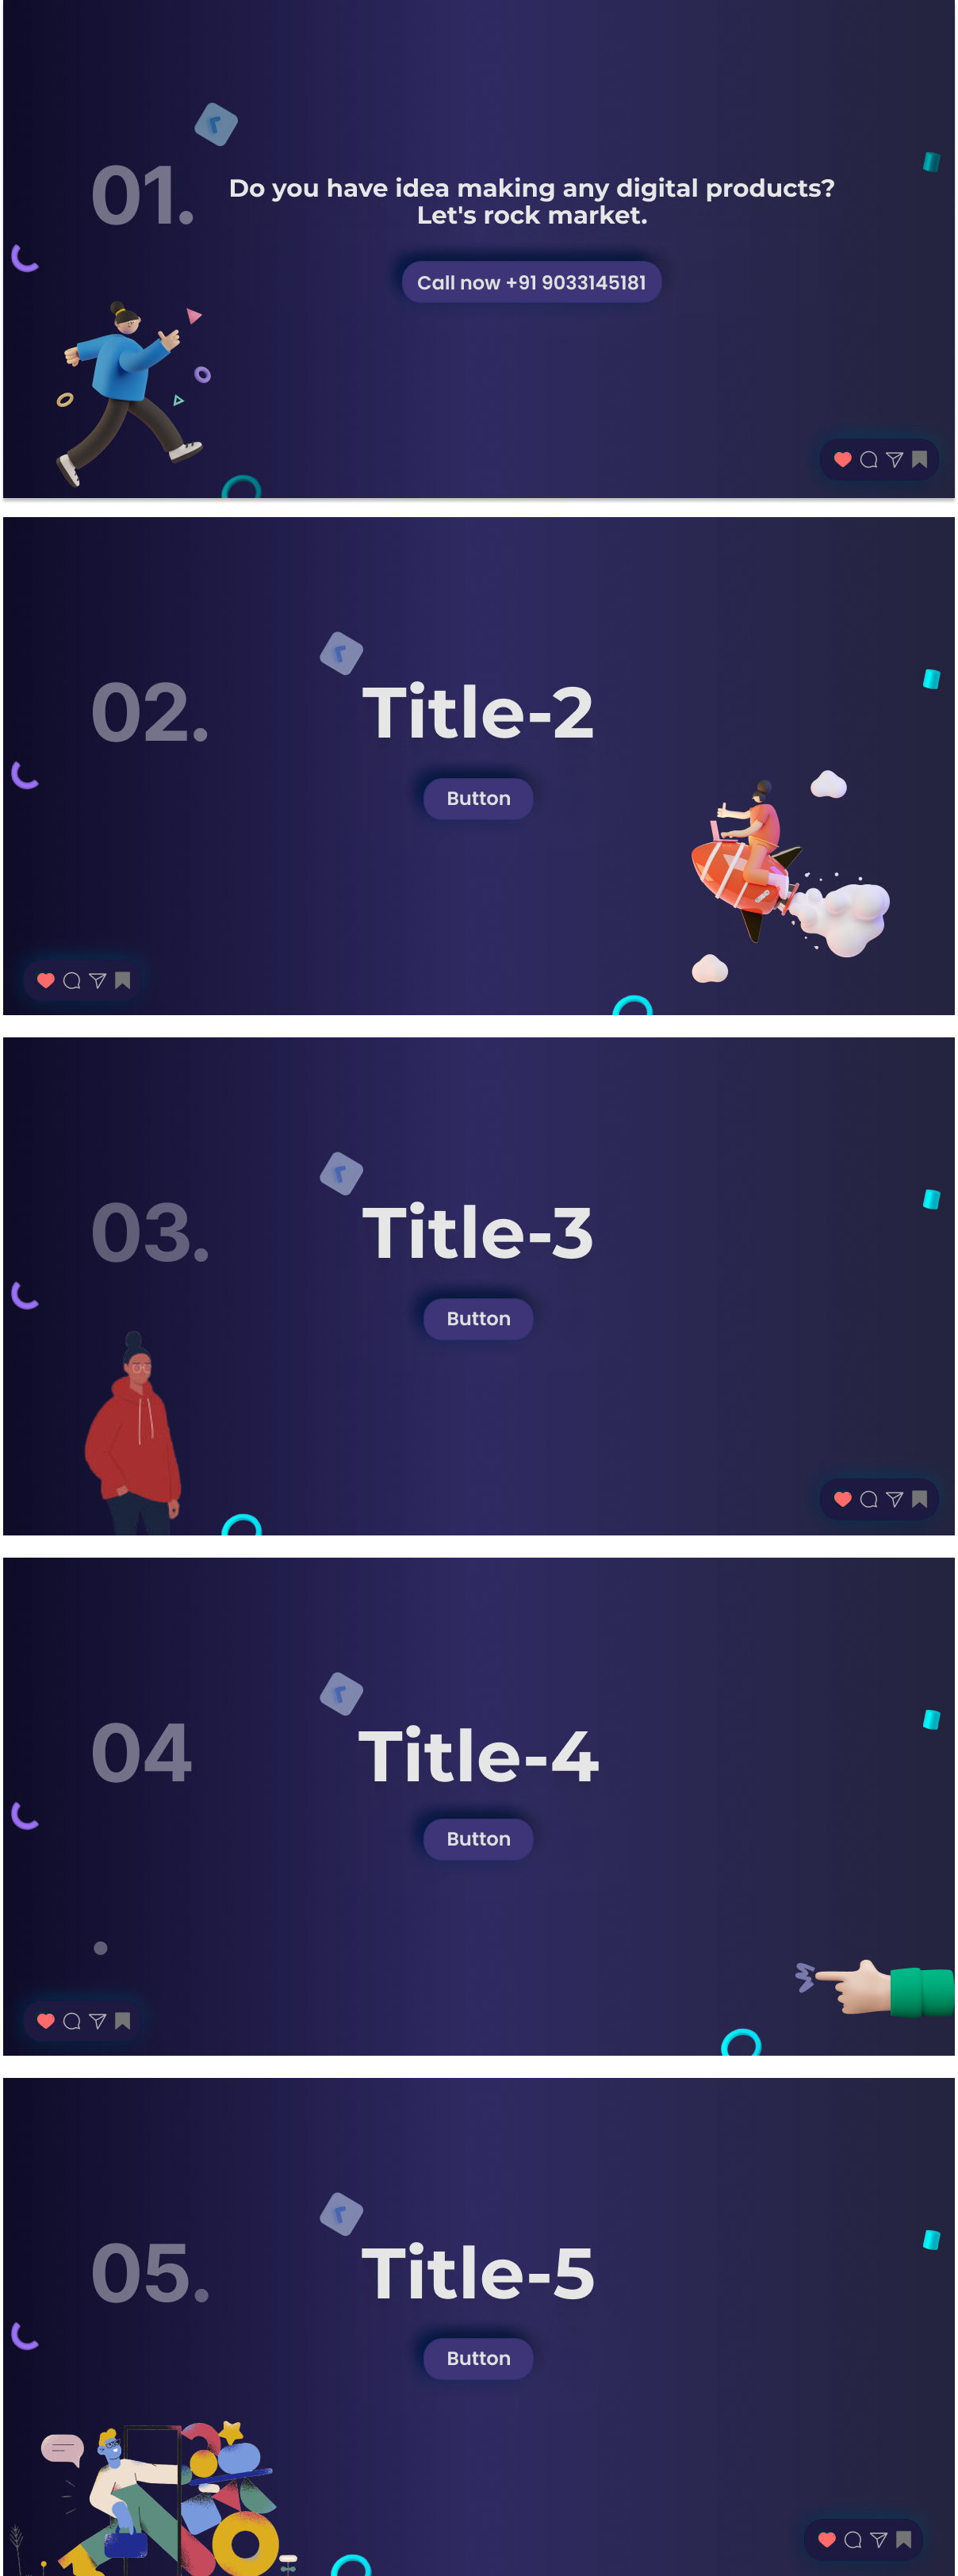 01.
Do you have idea making any digital products?
Let's rock market.
Call now +91 9033145181
02.
Title-2
Button
03.
Title-3
Button
04
Title-4
Button
05.
Title-5
Button